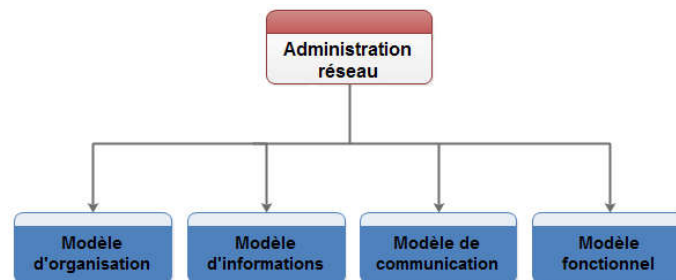 Administration
réseau
Modèle
d'organisation
Modèle
d'informations
Modèle de
communication
Modèle
fonctionnel